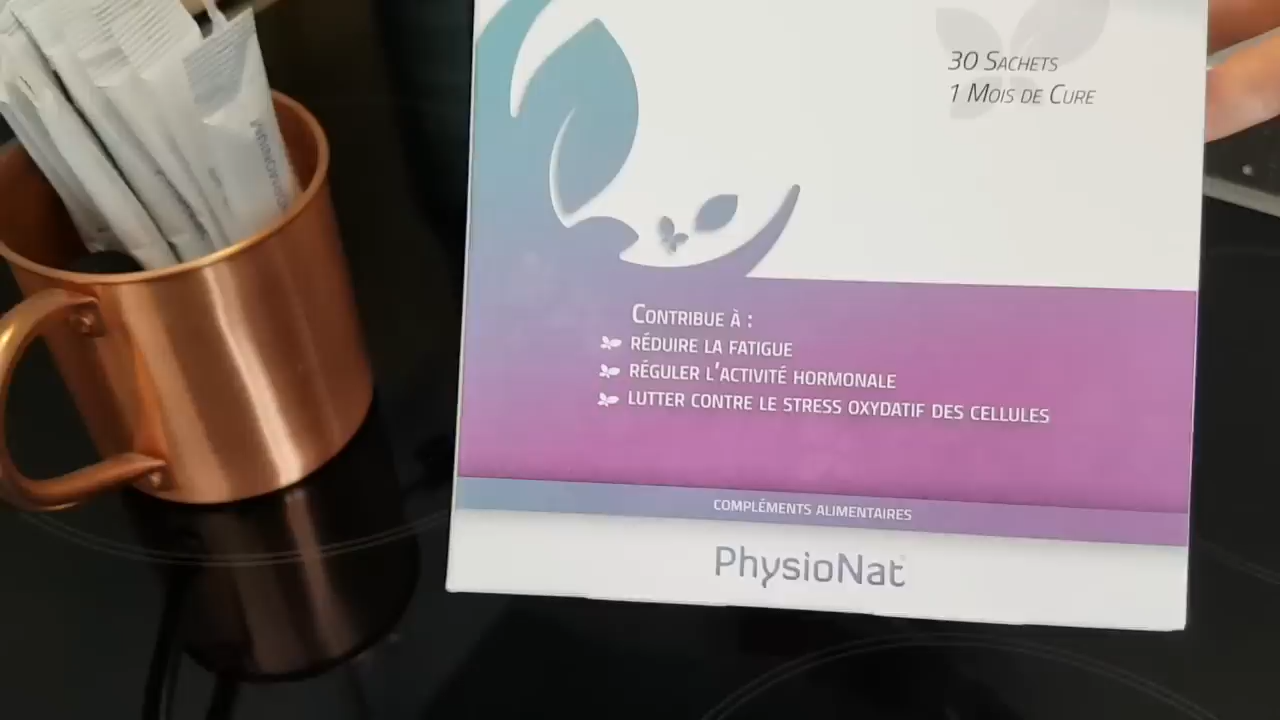 30 Sachets
1 Mois de Cure
Contribue à :
RÉDUIRE LA FATIGUE
RÉGULER L'ACTIVITÉ HORMONALE
LUTTER CONTRE LE STRESS OXYDATIF DES CELLULES
COMPLÉMENTS ALIMENTAIRES
PhysioNat